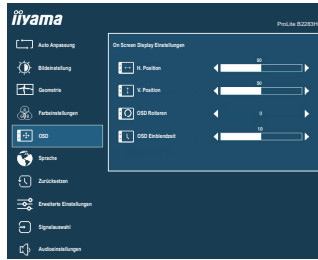 iiyama
ProLite B2283H
Auto Anpassung
Bildeinstellung
Geometrie
Farbeinstellungen
OSD
Sprache
Zurücksetzen
Erweiterte Einstellungen
Signalauswahl
Audioeinstellungen
On Screen Display Einstellungen
50
H. Position
50
V. Position
OSD Rotieren
0
10
OSD Einblendzeit